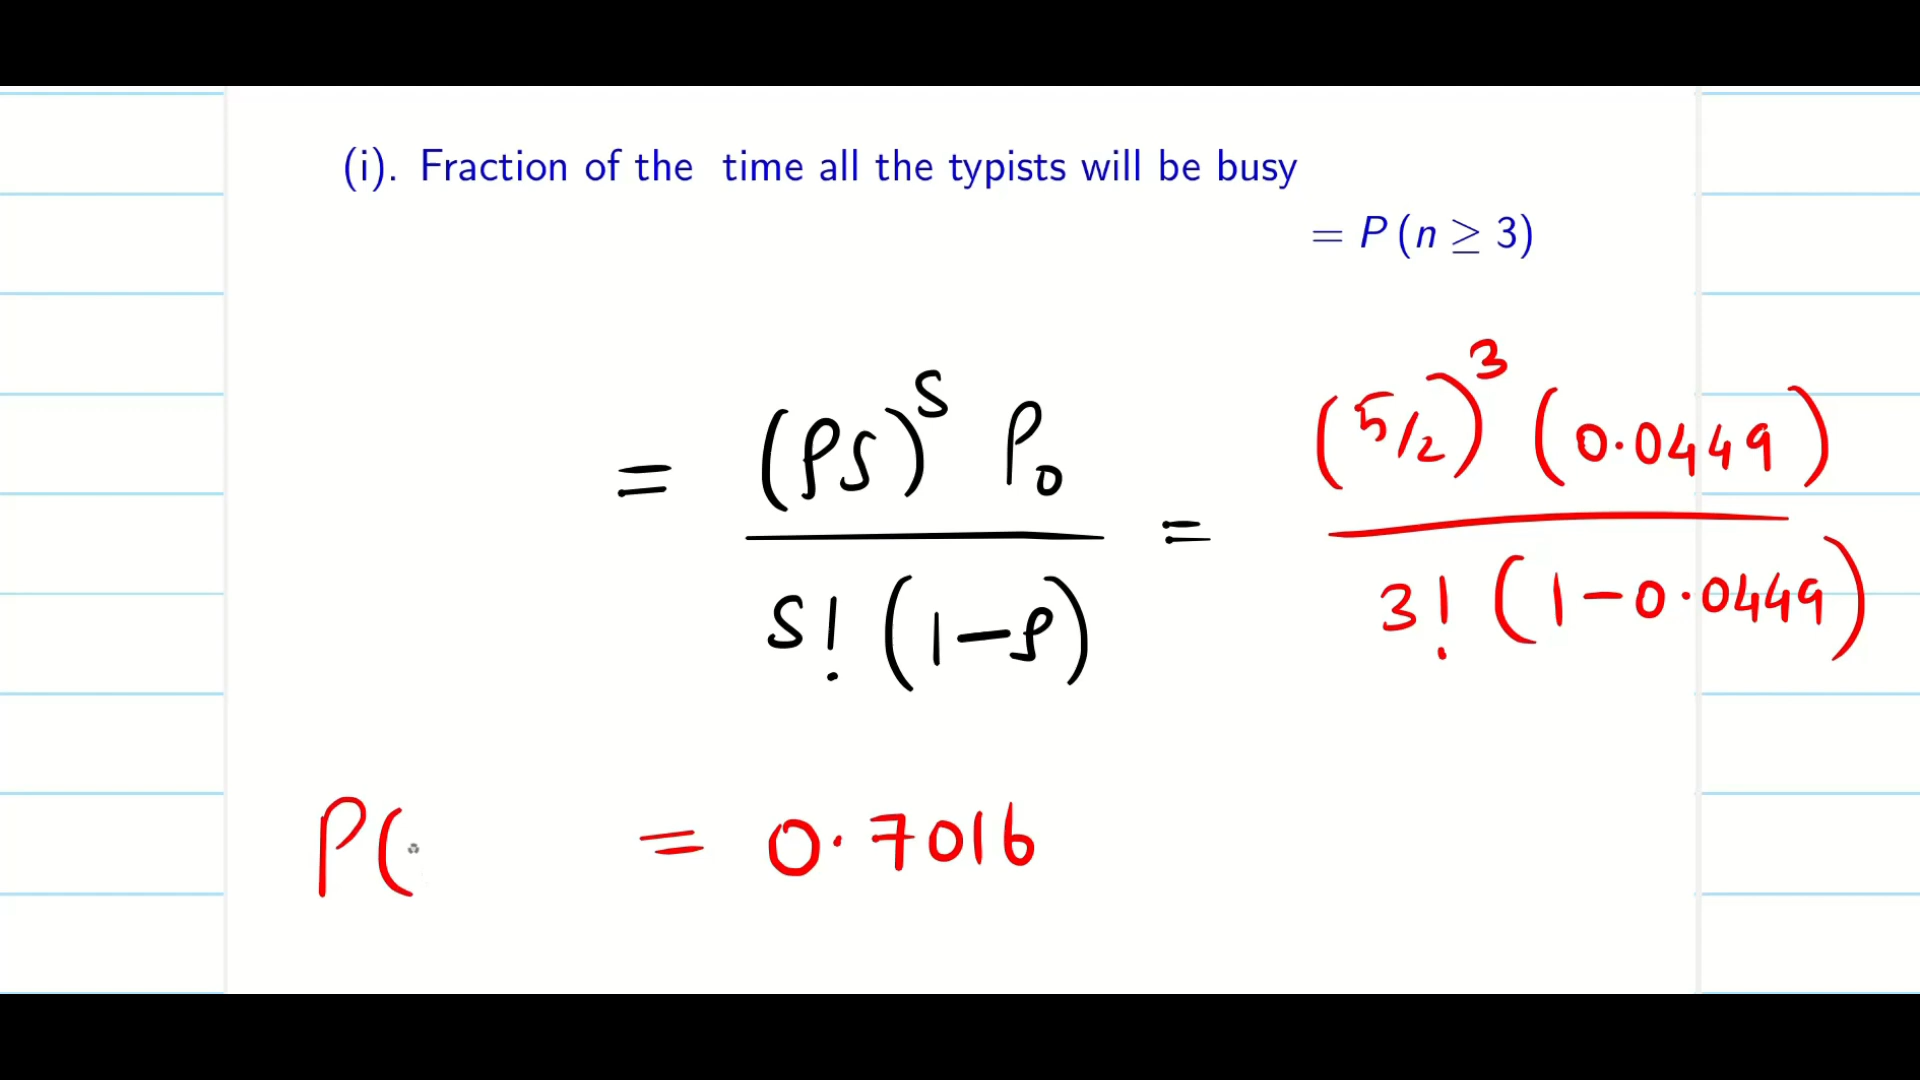 (i). Fraction of the time all the typists will be busy
= P (n ≥ 3)
= (ρs)^s P₀ / s! (1 − ρ) = (5/2)^3 (0.0449) / 3! (1 − 0.0449)
P( = 0.7016